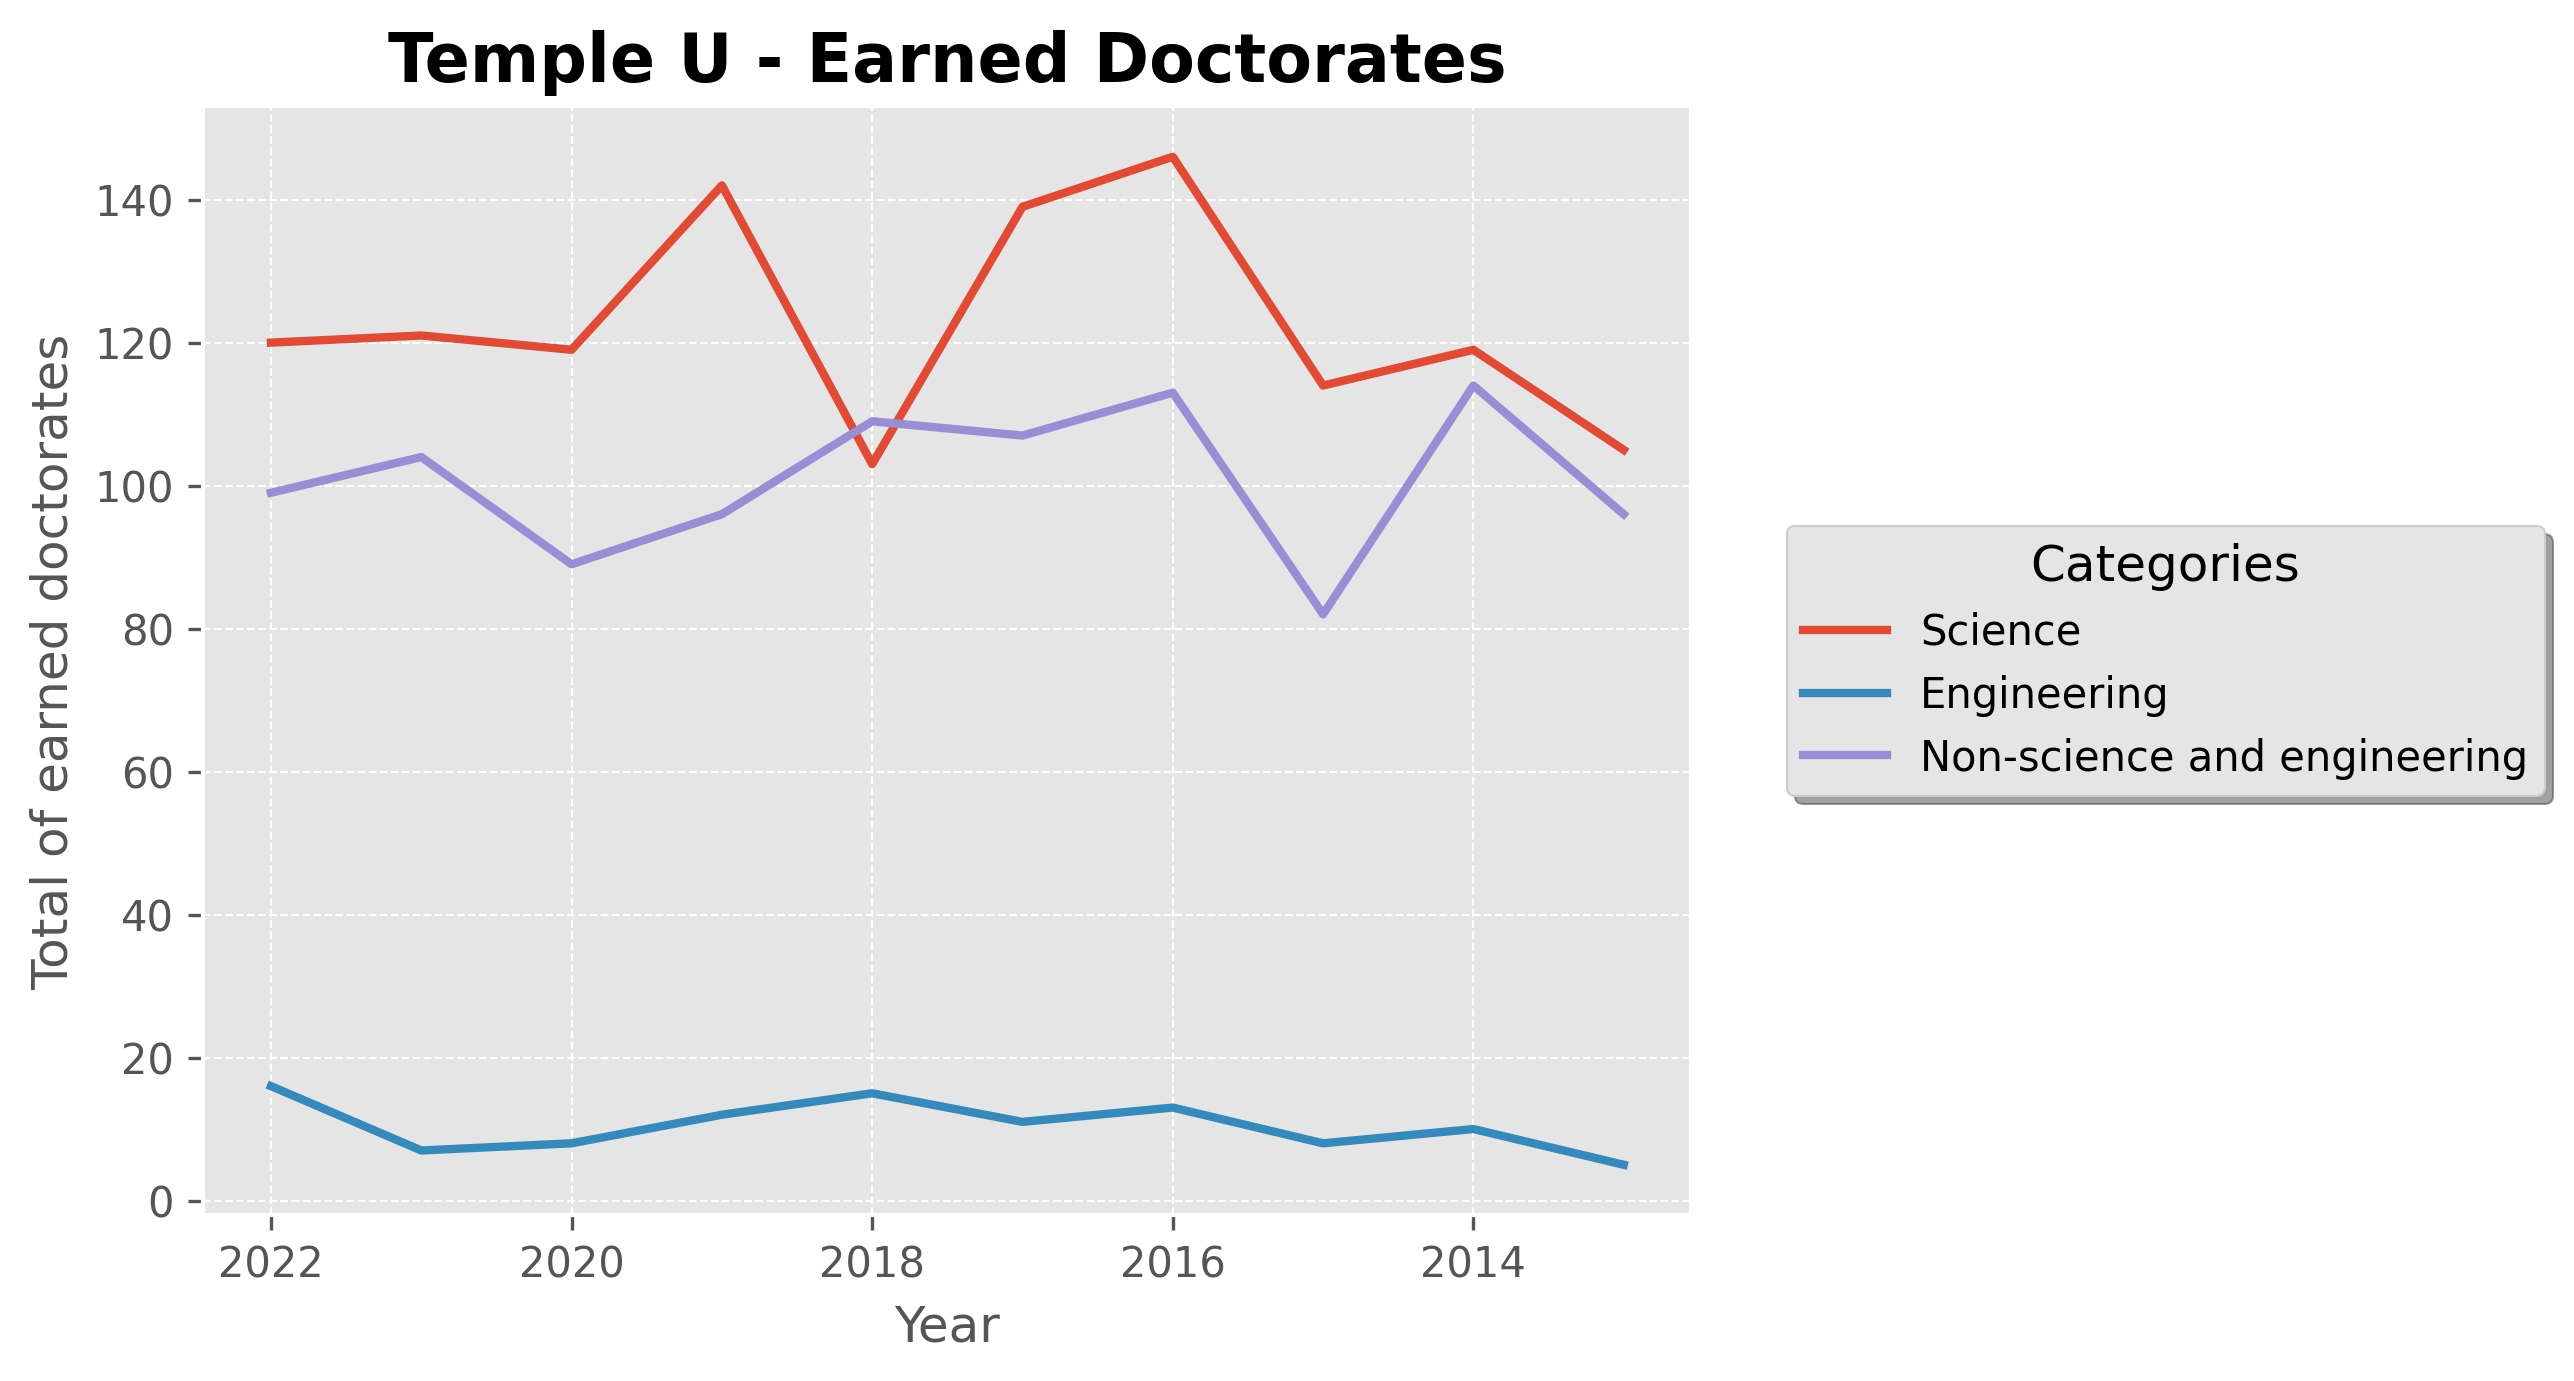 Temple U - Earned Doctorates
Total of earned doctorates
140
120
100
80
60
40
20
0
2022 2020 2018 2016 2014
Year
Categories
Science
Engineering
Non-science and engineering